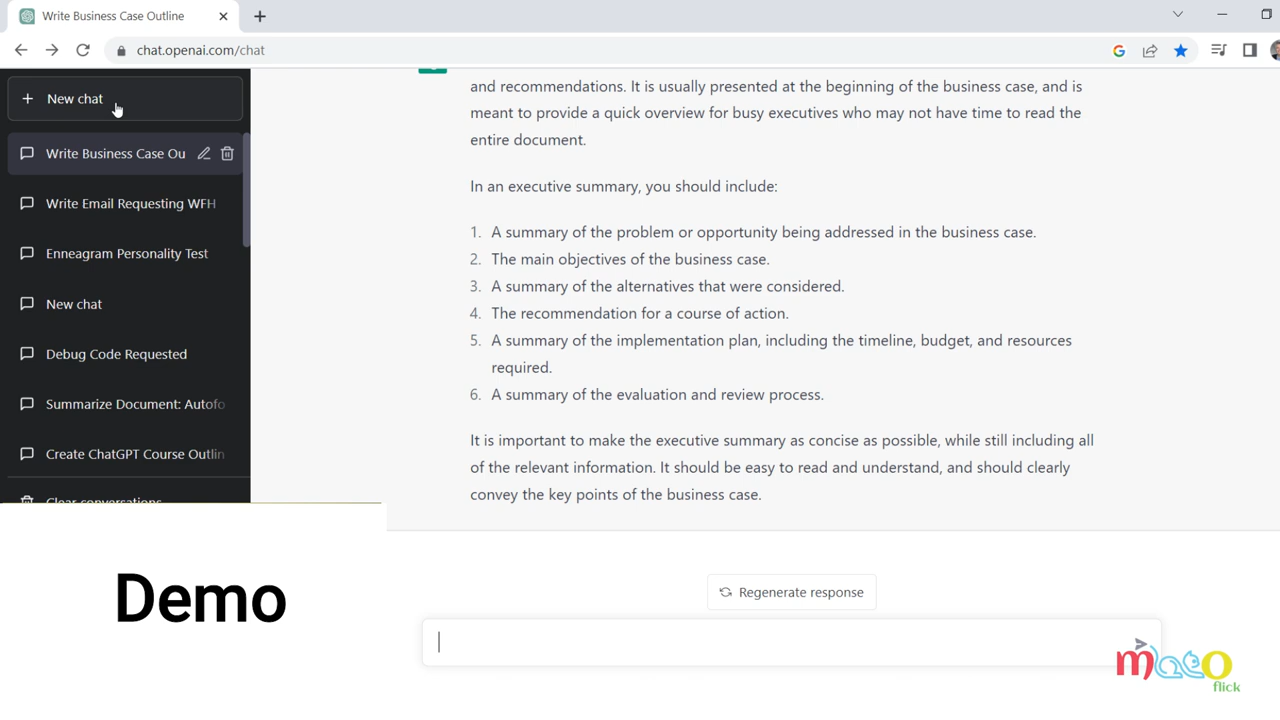 Write Business Case Outline
chat.openai.com/chat
New chat
Write Business Case Ou
Write Email Requesting WFH
Enneagram Personality Test
New chat
Debug Code Requested
Summarize Document: Autofo
Create ChatGPT Course Outlin
Clear conversations
and recommendations. It is usually presented at the beginning of the business case, and is
meant to provide a quick overview for busy executives who may not have time to read the
entire document.
In an executive summary, you should include:
1. A summary of the problem or opportunity being addressed in the business case.
2. The main objectives of the business case.
3. A summary of the alternatives that were considered.
4. The recommendation for a course of action.
5. A summary of the implementation plan, including the timeline, budget, and resources
required.
6. A summary of the evaluation and review process.
It is important to make the executive summary as concise as possible, while still including all
of the relevant information. It should be easy to read and understand, and should clearly
convey the key points of the business case.
Regenerate response
Demo
flick